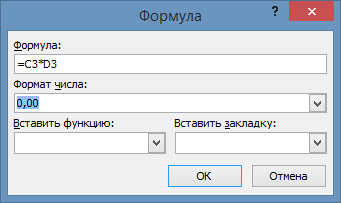 Формула
Формула:
=C3*D3
Формат числа:
0,00
Вставить функцию: Вставить закладку:
ОК Отмена